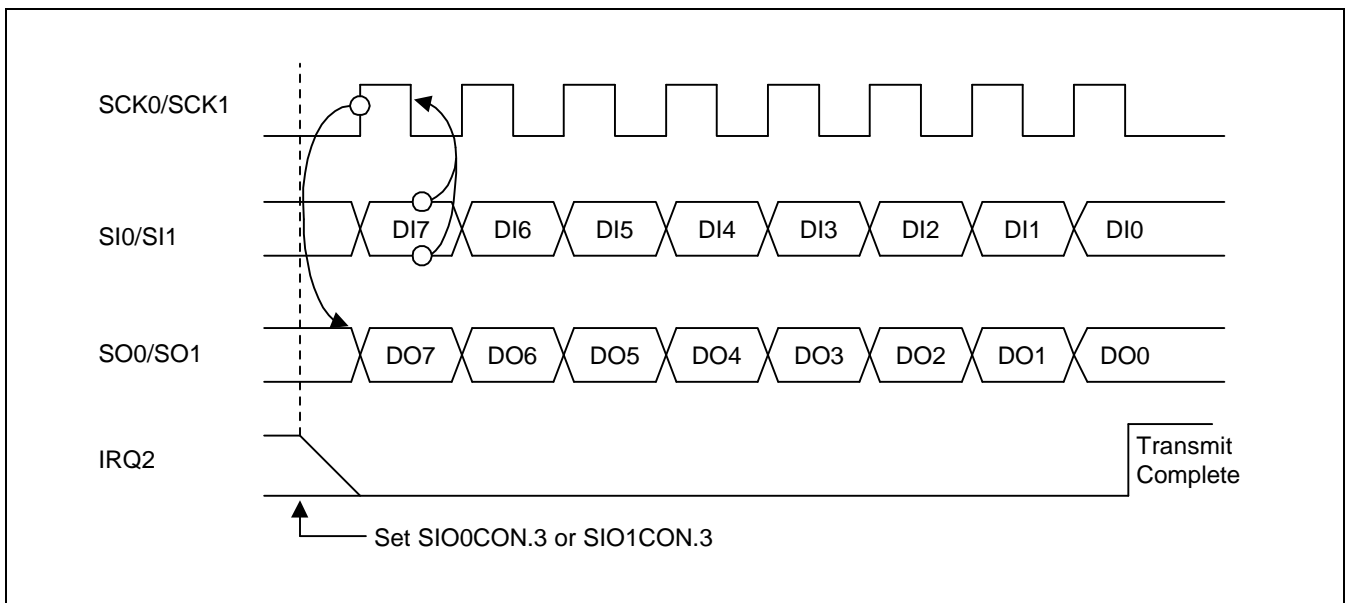 SCK0/SCK1
SI0/SI1
DI7 DI6 DI5 DI4 DI3 DI2 DI1 DI0
SO0/SO1
DO7 DO6 DO5 DO4 DO3 DO2 DO1 DO0
IRQ2
Transmit
Complete
Set SIO0CON.3 or SIO1CON.3